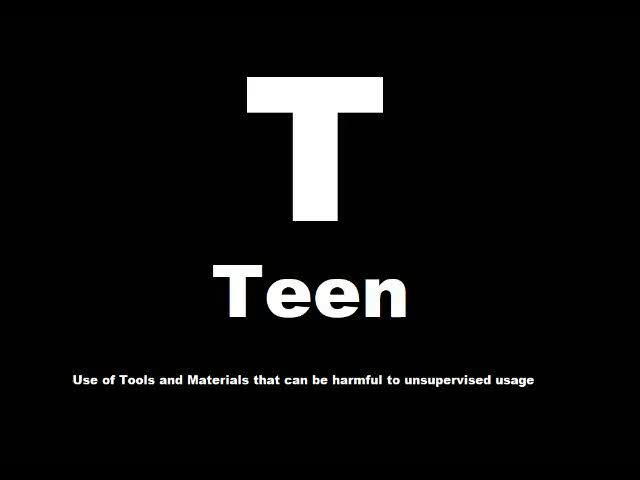 T
Teen
Use of Tools and Materials that can be harmful to unsupervised usage